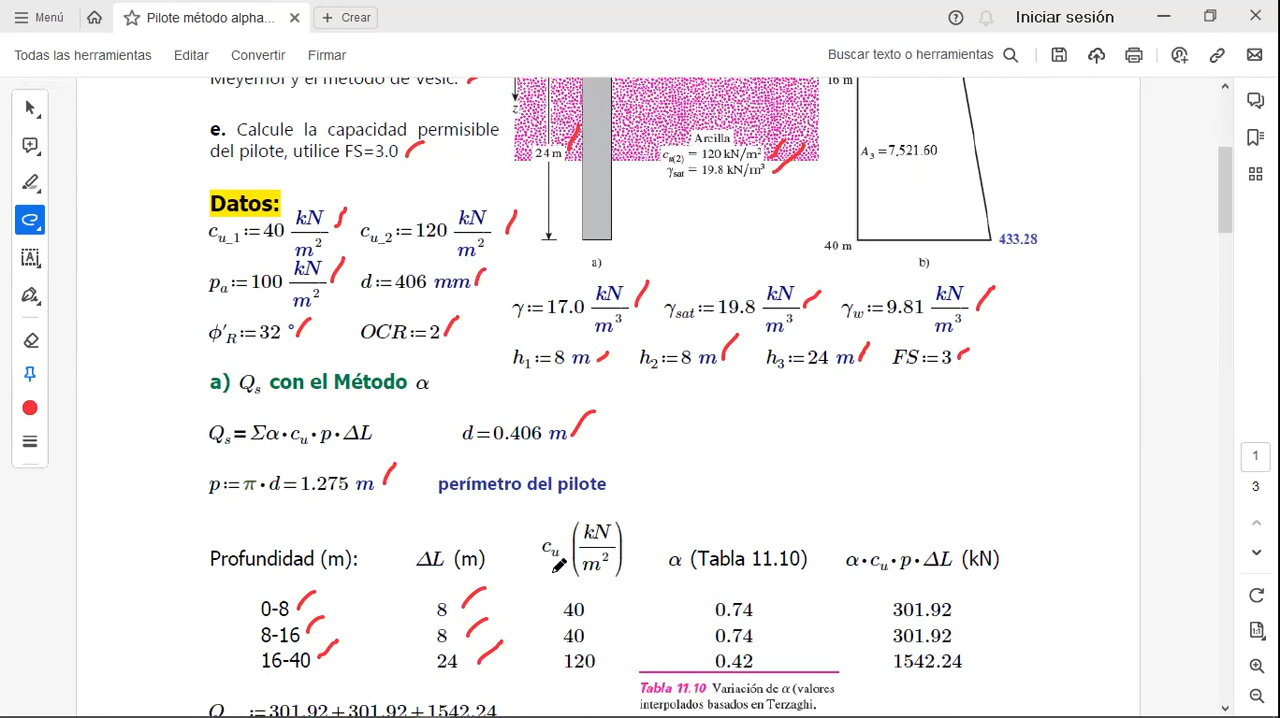 Menú
Pilote método alpha...
Crear
Iniciar sesión
Todas las herramientas
Editar
Convertir
Firmar
Buscar texto o herramientas
Meyerhof y el método de Vesic.
e. Calcule la capacidad permisible
del pilote, utilice FS=3.0
z
24 m
Arcilla
c_u(2) = 120 kN/m²
γ_sat = 19.8 kN/m³
a)
16 m
A₃ =7,521.60
40 m
433.28
b)
Datos:
c_u_1 := 40 kN/m²  c_u_2 := 120 kN/m²
p_a := 100 kN/m²  d := 406 mm
γ := 17.0 kN/m³  γ_sat := 19.8 kN/m³  γ_w := 9.81 kN/m³
ϕ'_R := 32 °  OCR := 2
h₁ := 8 m  h₂ := 8 m  h₃ := 24 m  FS := 3
a) Q_s con el Método α
Q_s = Σα·c_u·p·ΔL  d = 0.406 m
p := π·d = 1.275 m  perímetro del pilote
Profundidad (m):  ΔL (m)  c_u (kN/m²)  α (Tabla 11.10)  α·c_u·p·ΔL (kN)
0-8  8  40  0.74  301.92
8-16  8  40  0.74  301.92
16-40  24  120  0.42  1542.24
Tabla 11.10 Variación de α (valores
interpolados basados en Terzaghi,
Q := 301.92+301.92+1542.24
1
3